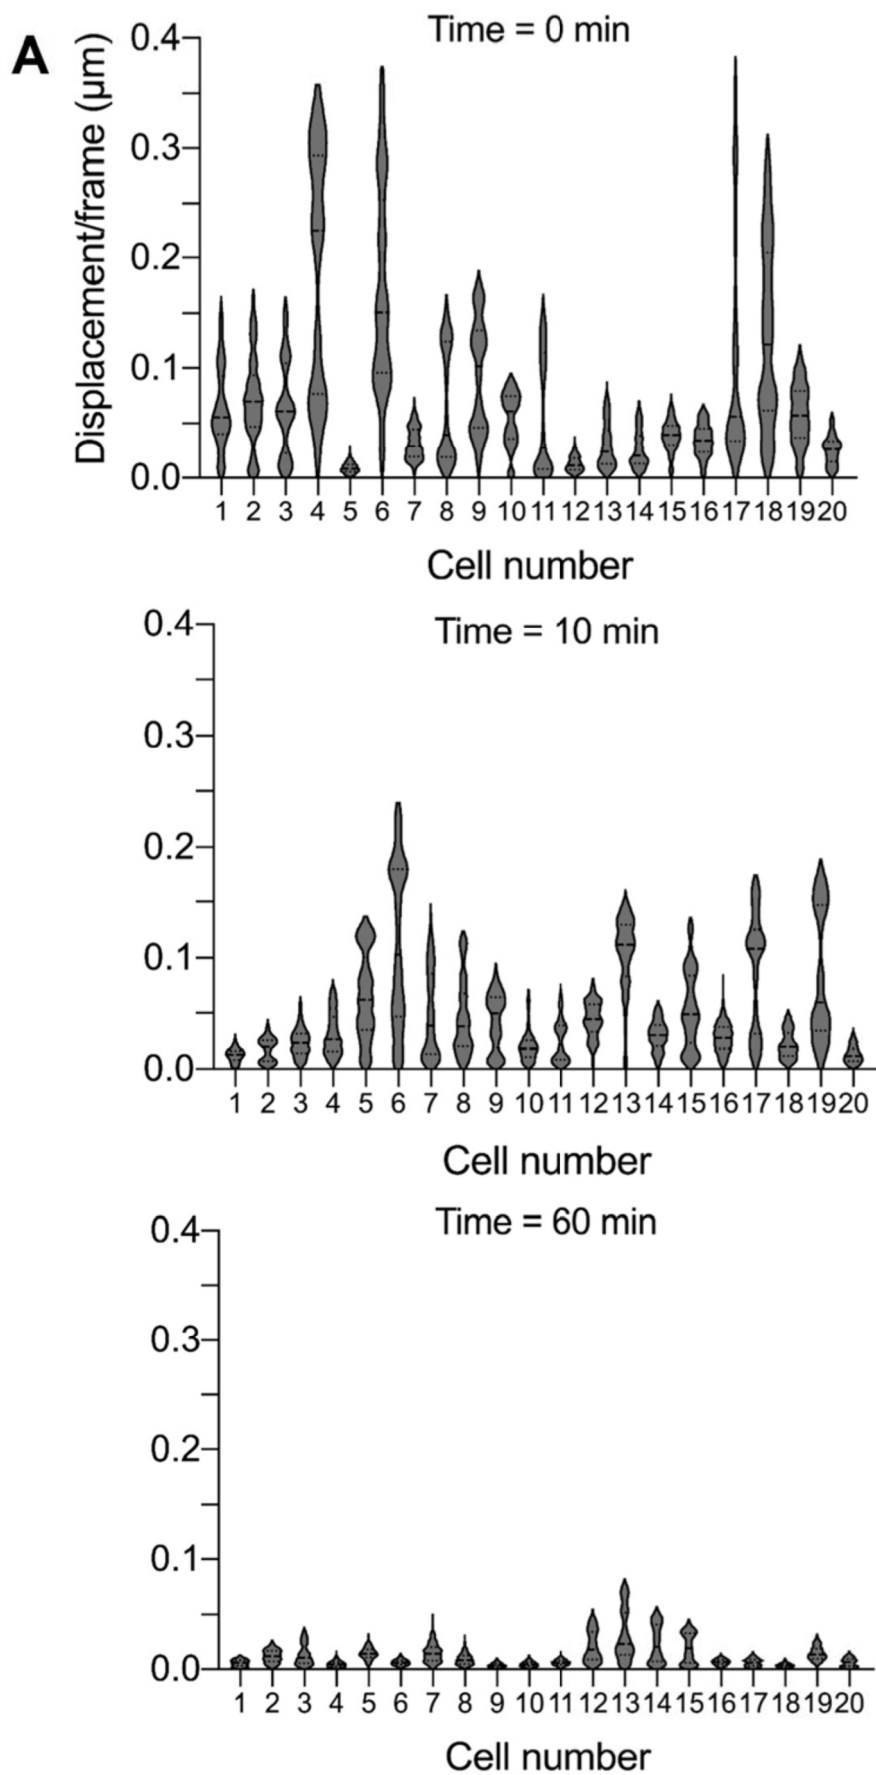 A
Displacement/frame (µm)
Time = 0 min
0.4
0.3
0.2
0.1
0.0
1 2 3 4 5 6 7 8 9 10 11 12 13 14 15 16 17 18 19 20
Cell number
Time = 10 min
0.4
0.3
0.2
0.1
0.0
1 2 3 4 5 6 7 8 9 10 11 12 13 14 15 16 17 18 19 20
Cell number
Time = 60 min
0.4
0.3
0.2
0.1
0.0
1 2 3 4 5 6 7 8 9 10 11 12 13 14 15 16 17 18 19 20
Cell number